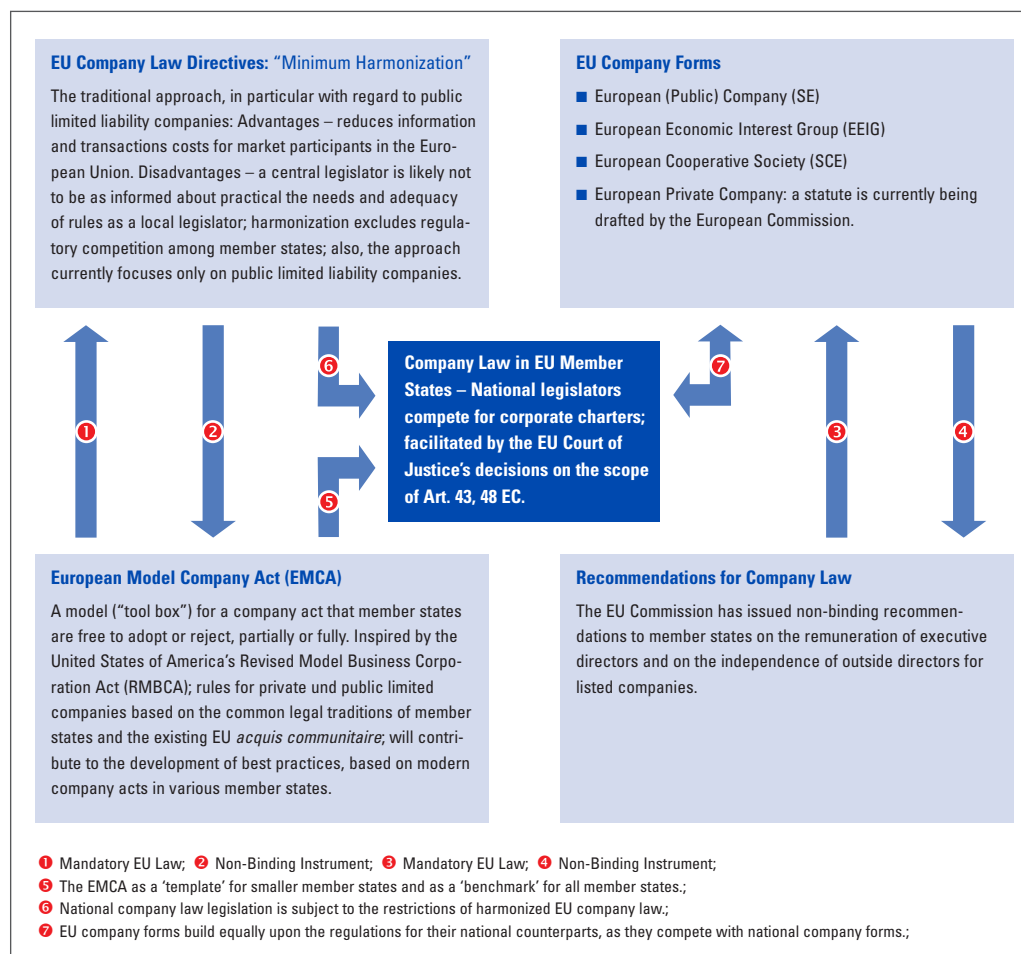 EU Company Law Directives: “Minimum Harmonization”
The traditional approach, in particular with regard to public
limited liability companies: Advantages – reduces information
and transactions costs for market participants in the Euro-
pean Union. Disadvantages – a central legislator is likely not
to be as informed about practical the needs and adequacy
of rules as a local legislator; harmonization excludes regula-
tory competition among member states; also, the approach
currently focuses only on public limited liability companies.
EU Company Forms
■ European (Public) Company (SE)
■ European Economic Interest Group (EEIG)
■ European Cooperative Society (SCE)
■ European Private Company: a statute is currently being
drafted by the European Commission.
❶
❷
❻
❺
Company Law in EU Member
States – National legislators
compete for corporate charters;
facilitated by the EU Court of
Justice’s decisions on the scope
of Art. 43, 48 EC.
❼
❸
❹
European Model Company Act (EMCA)
A model (“tool box”) for a company act that member states
are free to adopt or reject, partially or fully. Inspired by the
United States of America’s Revised Model Business Corpo-
ration Act (RMBCA); rules for private und public limited
companies based on the common legal traditions of member
states and the existing EU acquis communitaire; will contri-
bute to the development of best practices, based on modern
company acts in various member states.
Recommendations for Company Law
The EU Commission has issued non-binding recommen-
dations to member states on the remuneration of executive
directors and on the independence of outside directors for
listed companies.
❶ Mandatory EU Law; ❷ Non-Binding Instrument; ❸ Mandatory EU Law; ❹ Non-Binding Instrument;
❺ The EMCA as a ‘template’ for smaller member states and as a ‘benchmark’ for all member states.;
❻ National company law legislation is subject to the restrictions of harmonized EU company law.;
❼ EU company forms build equally upon the regulations for their national counterparts, as they compete with national company forms.;